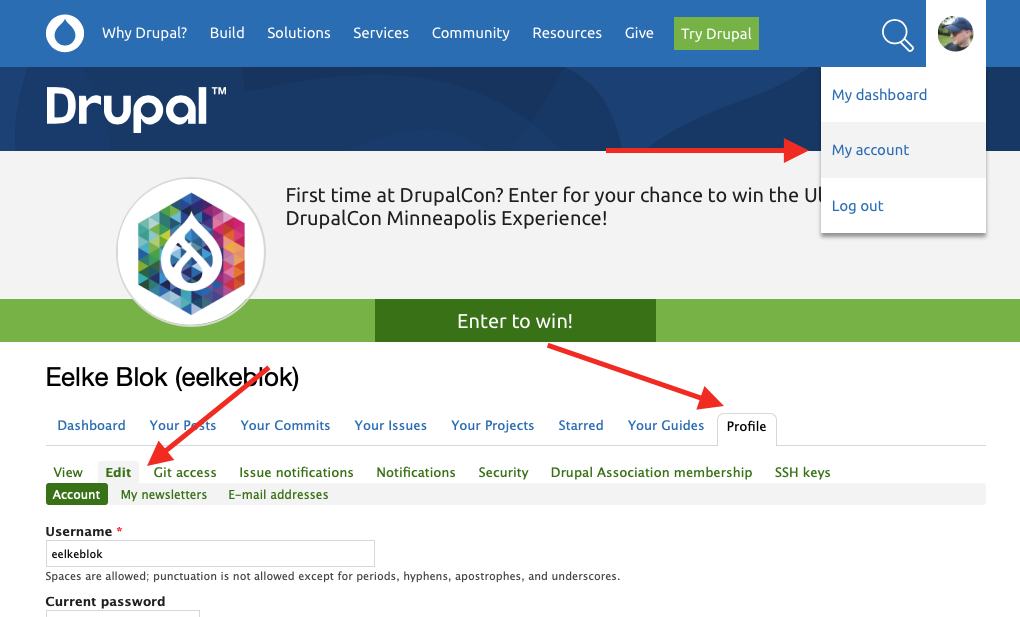 Why Drupal? Build Solutions Services Community Resources Give Try Drupal
My dashboard
Drupal™
My account
First time at DrupalCon? Enter for your chance to win the Ul
DrupalCon Minneapolis Experience!
Log out
Enter to win!
Eelke Blok (eelkeblok)
Dashboard Your Posts Your Commits Your Issues Your Projects Starred Your Guides Profile
View Edit Git access Issue notifications Notifications Security Drupal Association membership SSH keys
Account My newsletters E-mail addresses
Username *
eelkeblok
Spaces are allowed; punctuation is not allowed except for periods, hyphens, apostrophes, and underscores.
Current password